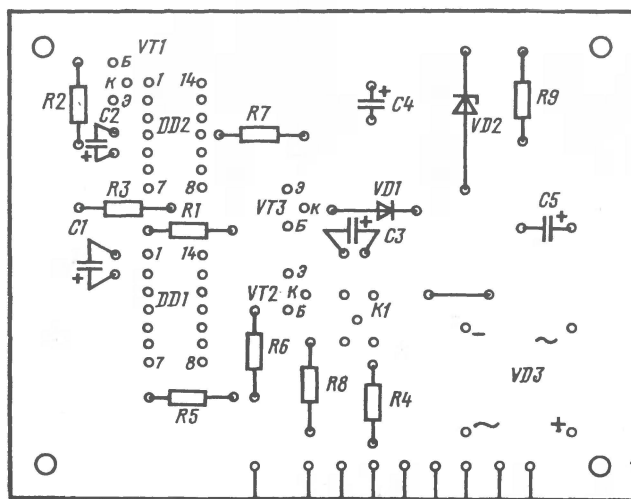 VT1
Б
К
Э
R2
C2
+
1
14
DD2
7
8
R7
+
C4
VD2
R9
R3
R1
C1
+
1
14
DD1
7
8
Э
К
Б
VT3
VD1
+
C3
C5
+
Э
К
Б
VT2
K1
R6
R8
R4
R5
−
~
VD3
~
+